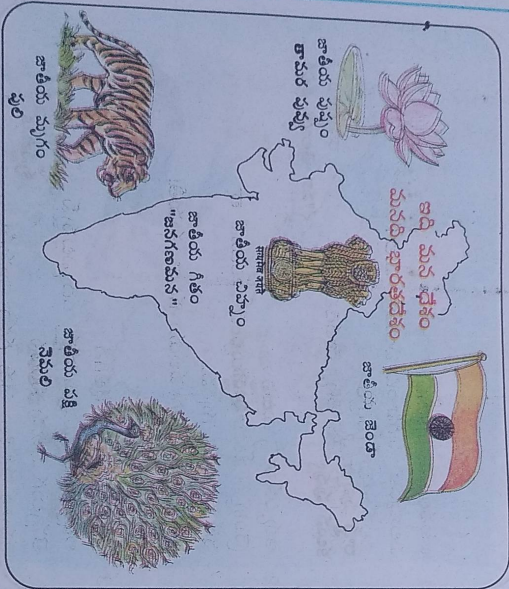 ఇది మన దేశం
మనది భారతదేశం
జాతీయ పుష్పం
తామర పువ్వు
జాతీయ జెండా
सत्यमेव जयते
జాతీయ చిహ్నం
జాతీయ గీతం
"జనగణమన"
జాతీయ మృగం
పులి
జాతీయ పక్షి
నెమలి